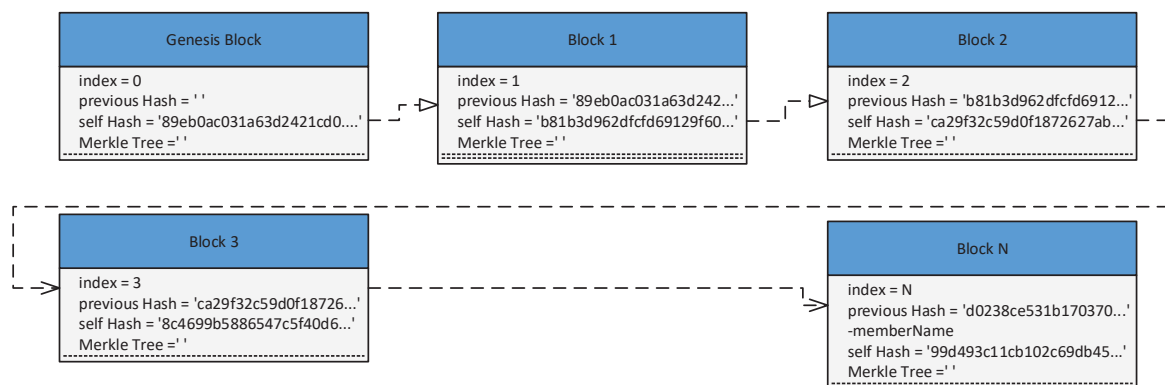 Genesis Block
index = 0
previous Hash = ' '
self Hash = '89eb0ac031a63d2421cd0....'
Merkle Tree =' '
Block 1
index = 1
previous Hash = '89eb0ac031a63d242...'
self Hash = 'b81b3d962dfcfd69129f60...'
Merkle Tree =' '
Block 2
index = 2
previous Hash = 'b81b3d962dfcfd6912...'
self Hash = 'ca29f32c59d0f1872627ab...'
Merkle Tree =' '
Block 3
index = 3
previous Hash = 'ca29f32c59d0f18726...'
self Hash = '8c4699b5886547c5f40d6...'
Merkle Tree =' '
Block N
index = N
previous Hash = 'd0238ce531b170370...'
-memberName
self Hash = '99d493c11cb102c69db45...'
Merkle Tree =' '